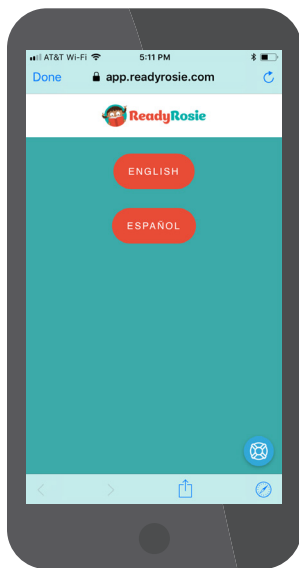 AT&T Wi-Fi 5:11 PM
Done app.readyrosie.com
ReadyRosie
ENGLISH
ESPAÑOL